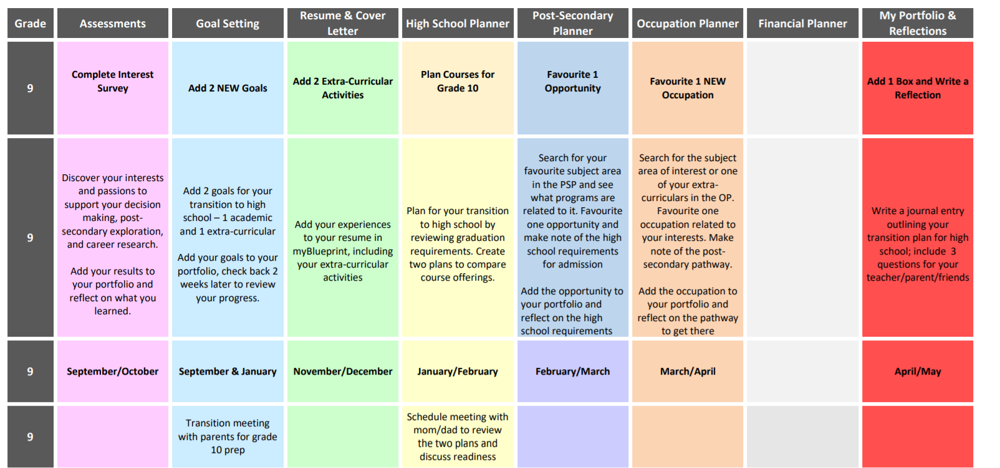 Grade
Assessments
Goal Setting
Resume & Cover
Letter
High School Planner
Post-Secondary
Planner
Occupation Planner
Financial Planner
My Portfolio &
Reflections
9
Complete Interest
Survey
Add 2 NEW Goals
Add 2 Extra-Curricular
Activities
Plan Courses for
Grade 10
Favourite 1
Opportunity
Favourite 1 NEW
Occupation
Add 1 Box and Write a
Reflection
9
Discover your interests
and passions to
support your decision
making, post-
secondary exploration,
and career research.
Add your results to
your portfolio and
reflect on what you
learned.
Add 2 goals for your
transition to high
school – 1 academic
and 1 extra-curricular
Add your goals to your
portfolio, check back 2
weeks later to review
your progress.
Add your experiences
to your resume in
myBlueprint, including
your extra-curricular
activities
Plan for your transition
to high school by
reviewing graduation
requirements. Create
two plans to compare
course offerings.
Search for your
favourite subject area
in the PSP and see
what programs are
related to it. Favourite
one opportunity and
make note of the high
school requirements
for admission
Add the opportunity to
your portfolio and
reflect on the high
school requirements
Search for the subject
area of interest or one
of your extra-
curriculars in the OP.
Favourite one
occupation related to
your interests. Make
note of the post-
secondary pathway.
Add the occupation to
your portfolio and
reflect on the pathway
to get there
Write a journal entry
outlining your
transition plan for high
school; include 3
questions for your
teacher/parent/friends
9
September/October
September & January
November/December
January/February
February/March
March/April
April/May
9
Transition meeting
with parents for grade
10 prep
Schedule meeting with
mom/dad to review
the two plans and
discuss readiness